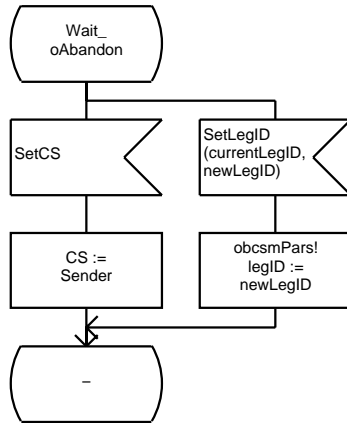 Wait_
oAbandon
SetCS
SetLegID
(currentLegID,
newLegID)
CS :=
Sender
obcsmPars!
legID :=
newLegID
–